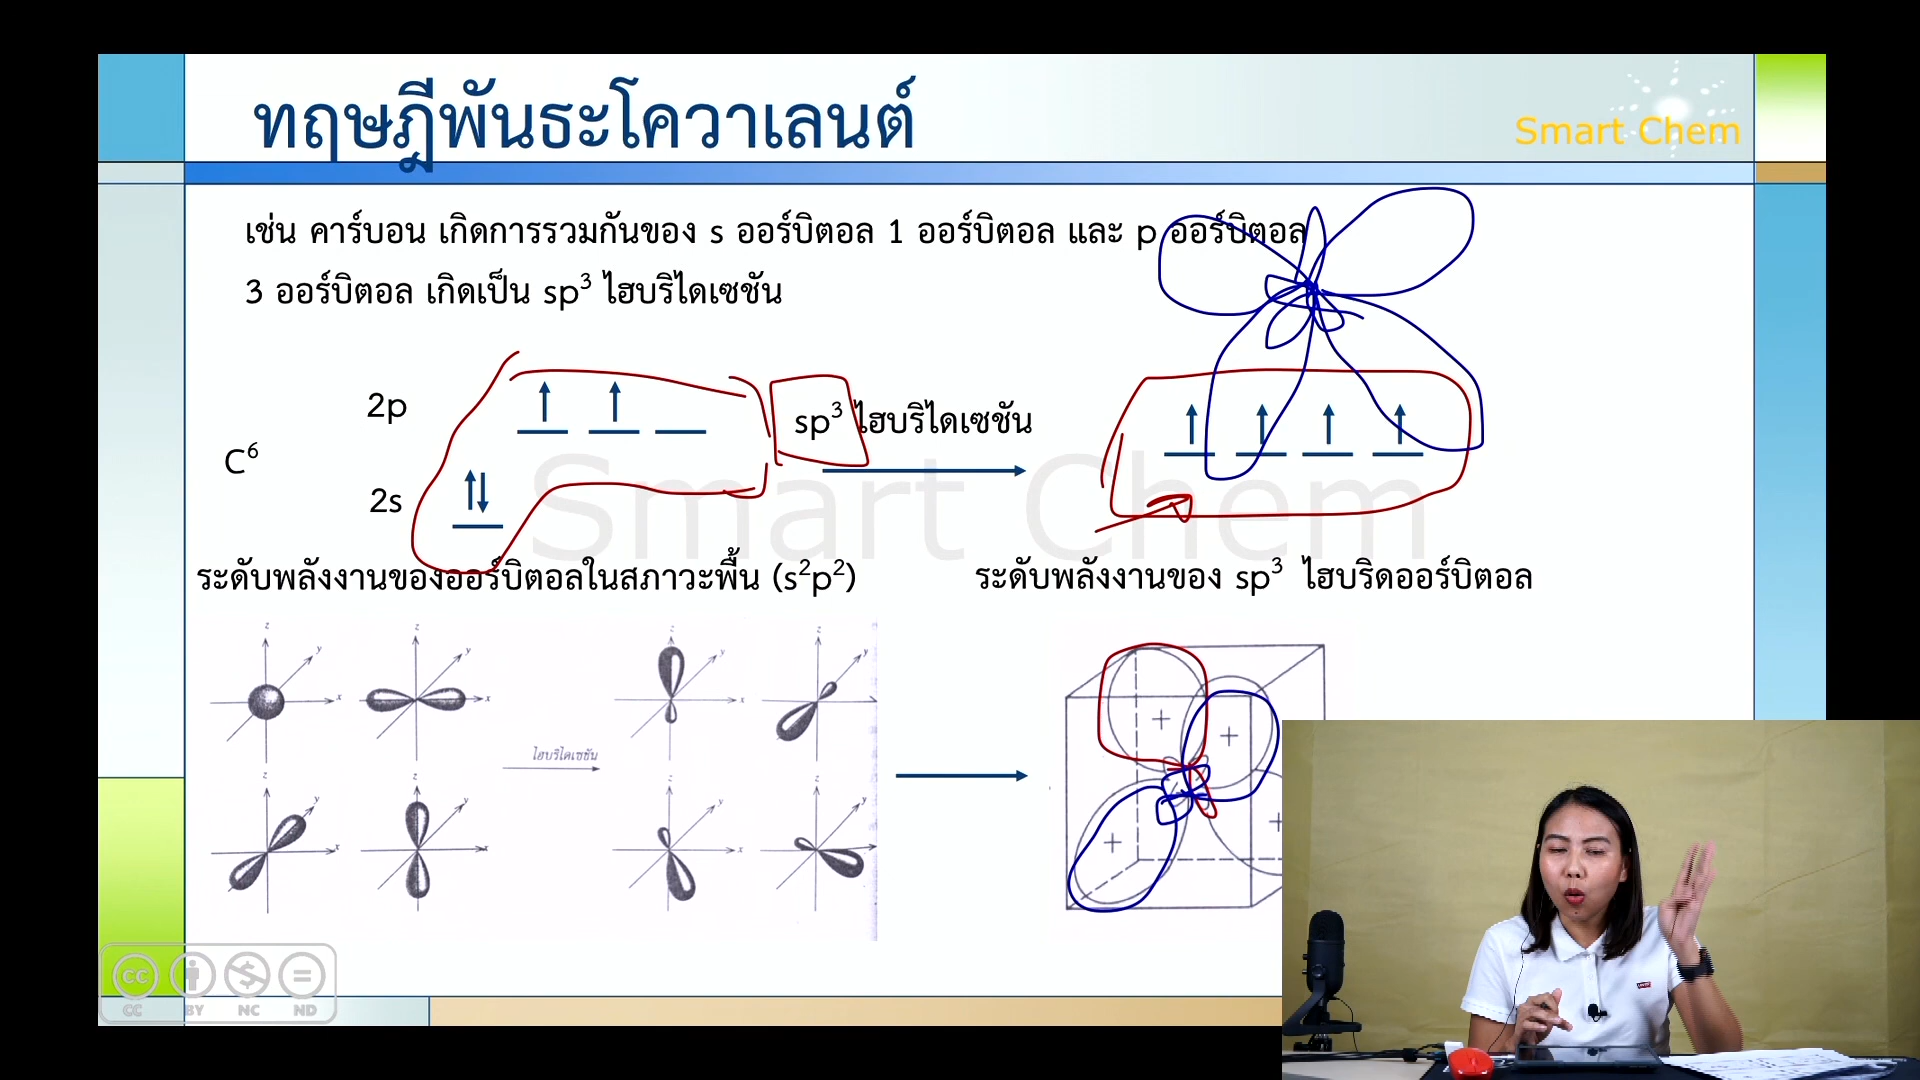 ทฤษฎีพันธะโควาเลนต์
Smart Chem
เช่น คาร์บอน เกิดการรวมกันของ s ออร์บิตอล 1 ออร์บิตอล และ p ออร์บิตอล
3 ออร์บิตอล เกิดเป็น sp³ ไฮบริไดเซชัน
2p
sp³ ไฮบริไดเซชัน
C⁶
2s
Smart Chem
ระดับพลังงานของออร์บิตอลในสภาวะพื้น (s²p²)
ระดับพลังงานของ sp³ ไฮบริดออร์บิตอล
z y x
z y x
z y x
z y
ไฮบริไดเซชัน
z y x
z y x
z y x
z y
+ + + +
CC BY NC ND